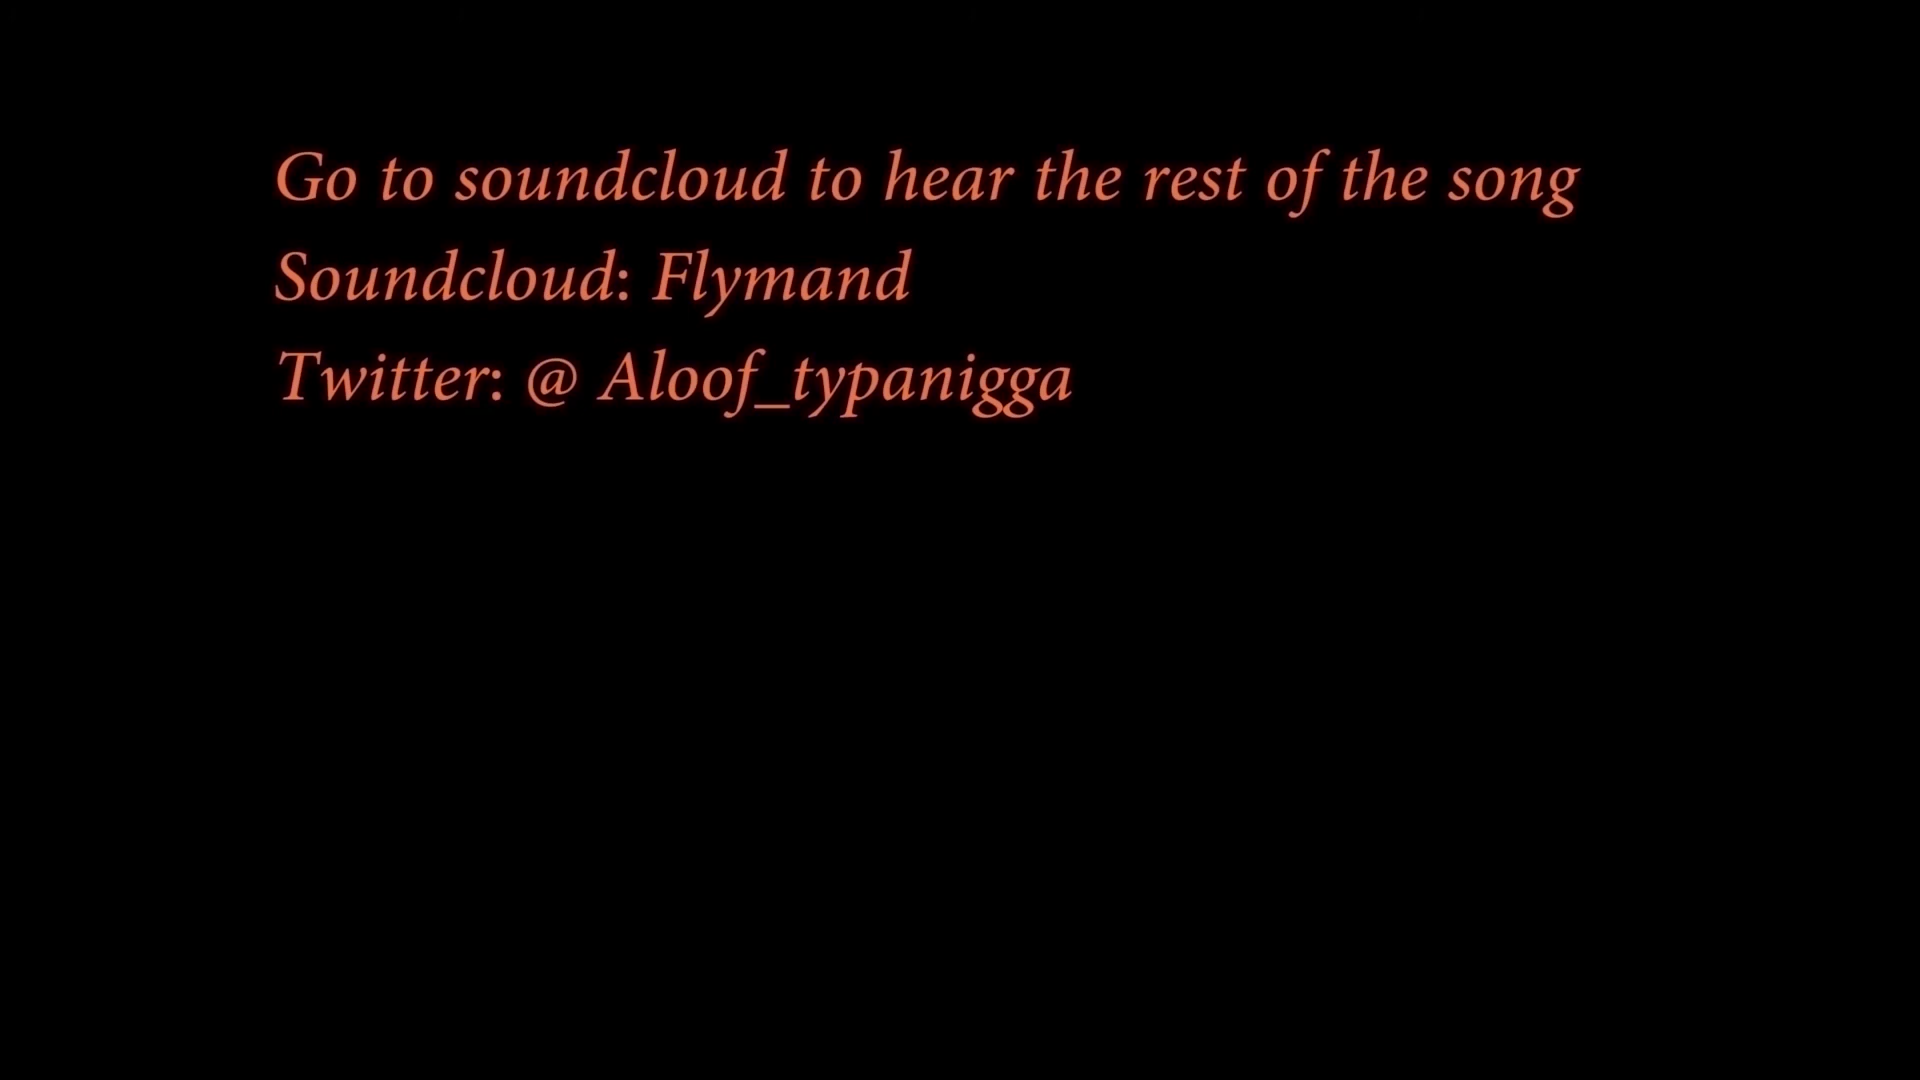 Go to soundcloud to hear the rest of the song
Soundcloud: Flymand
Twitter: @ Aloof_typanigga